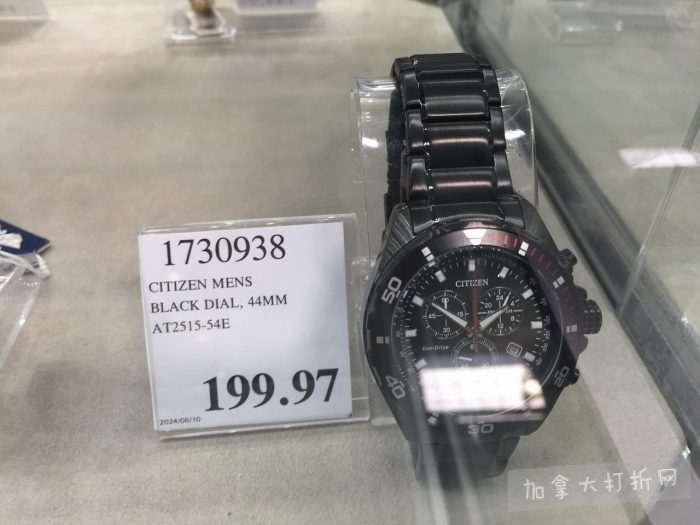 1730938
CITIZEN MENS
BLACK DIAL, 44MM
AT2515-54E
199.97
2024/06/10
CITIZEN
Eco-Drive
50
40
30
20
加拿大打折网